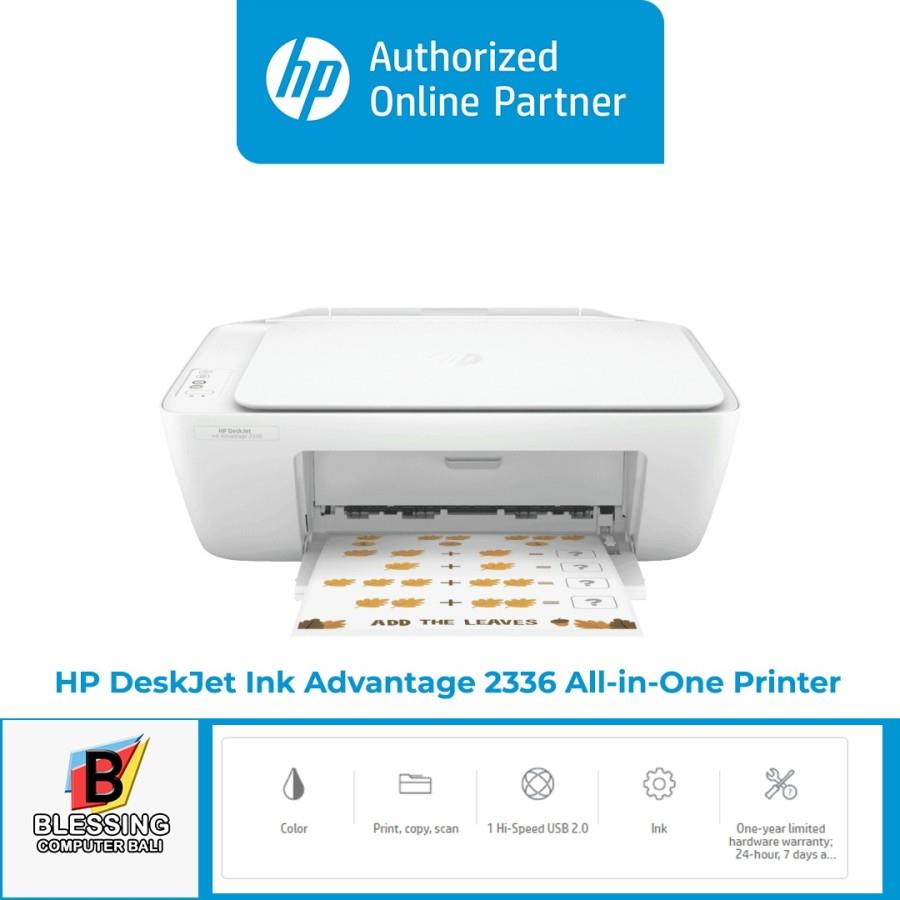 hp
Authorized
Online Partner
HP DeskJet
Ink Advantage 2336
+ - ?
+ - ?
+ - ?
+ = ?
ADD THE LEAVES
HP DeskJet Ink Advantage 2336 All-in-One Printer
B
BLESSING
COMPUTER BALI
Color
Print, copy, scan
1 Hi-Speed USB 2.0
Ink
One-year limited
hardware warranty;
24-hour, 7 days a...